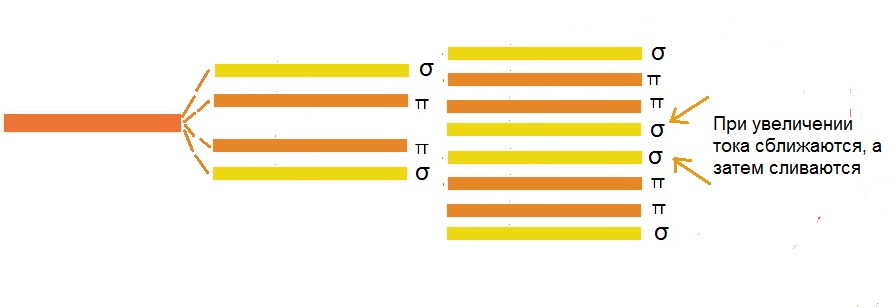 σ
π
π
σ
σ
π
π
σ
σ
π
π
σ
При увеличении
тока сближаются, а
затем сливаются